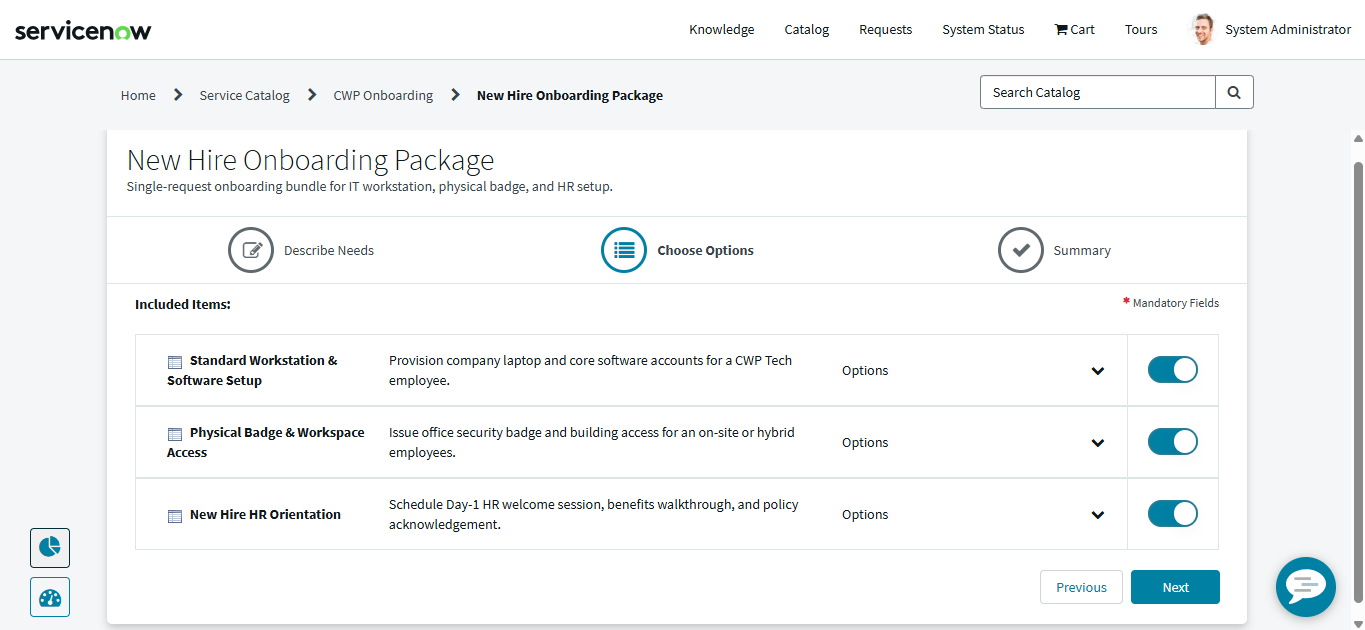 servicenow
Knowledge
Catalog
Requests
System Status
Cart
Tours
System Administrator
Home
Service Catalog
CWP Onboarding
New Hire Onboarding Package
Search Catalog
New Hire Onboarding Package
Single-request onboarding bundle for IT workstation, physical badge, and HR setup.
Describe Needs
Choose Options
Summary
Included Items:
* Mandatory Fields
Standard Workstation &
Software Setup
Provision company laptop and core software accounts for a CWP Tech
employee.
Options
Physical Badge & Workspace
Access
Issue office security badge and building access for an on-site or hybrid
employees.
Options
New Hire HR Orientation
Schedule Day-1 HR welcome session, benefits walkthrough, and policy
acknowledgement.
Options
Previous
Next